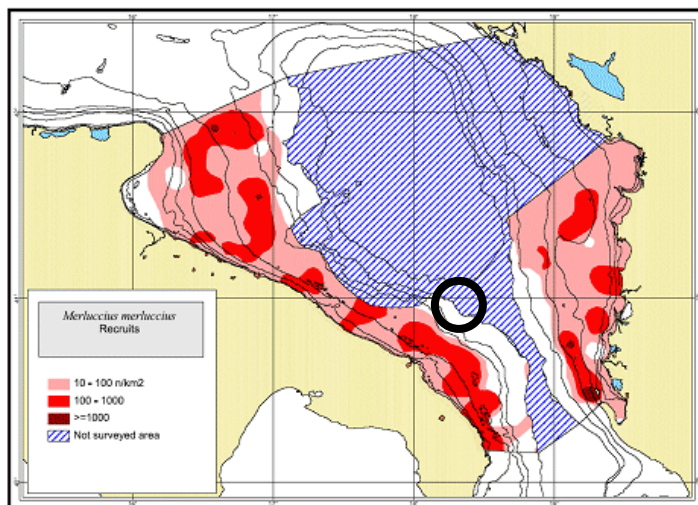 Merluccius merluccius
Recruits
10 - 100 n/km2
100 - 1000
>=1000
Not surveyed area